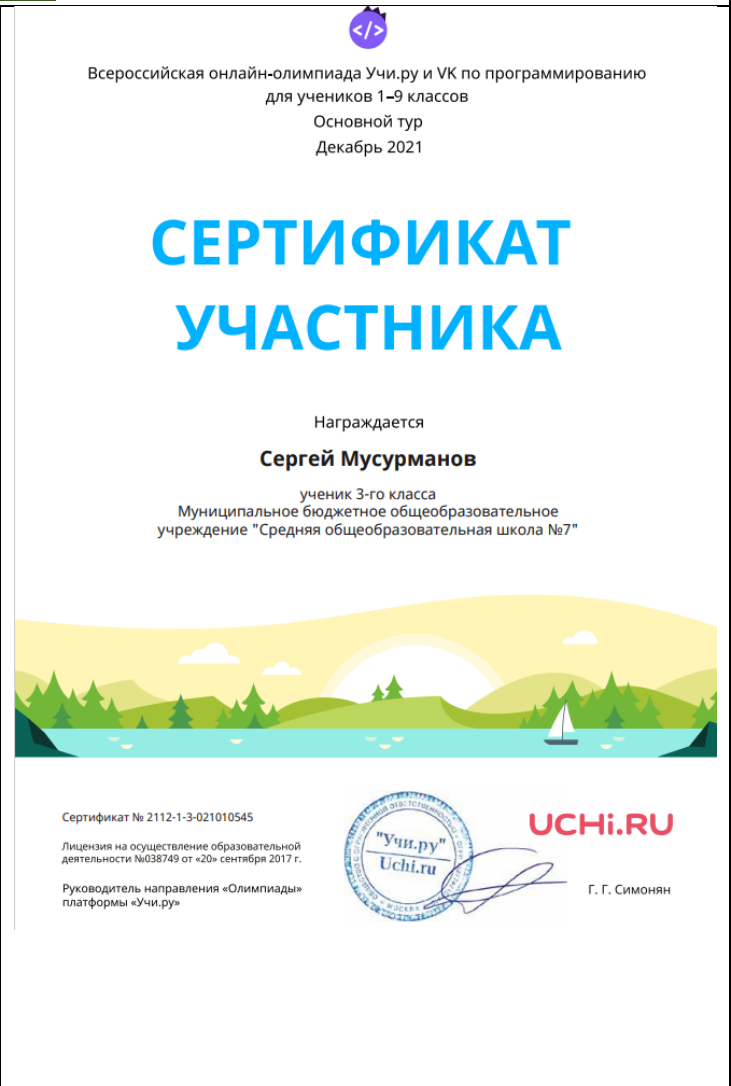 </>
Всероссийская онлайн-олимпиада Учи.ру и VK по программированию
для учеников 1–9 классов
Основной тур
Декабрь 2021
СЕРТИФИКАТ
УЧАСТНИКА
Награждается
Сергей Мусурманов
ученик 3-го класса
Муниципальное бюджетное общеобразовательное
учреждение "Средняя общеобразовательная школа №7"
Сертификат № 2112-1-3-021010545
Лицензия на осуществление образовательной
деятельности №038749 от «20» сентября 2017 г.
Руководитель направления «Олимпиады»
платформы «Учи.ру»
"Учи.ру"
Uchi.ru
МОСКВА
UCHi.RU
Г. Г. Симонян